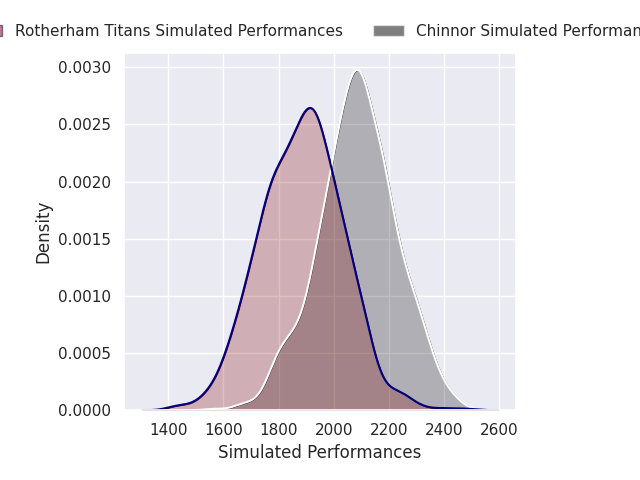 Rotherham Titans Simulated Performances
Chinnor Simulated
0.0030
0.0025
0.0020
0.0015
0.0010
0.0005
0.0000
Density
1400 1600 1800 2000 2200 2400 2600
Simulated Performances